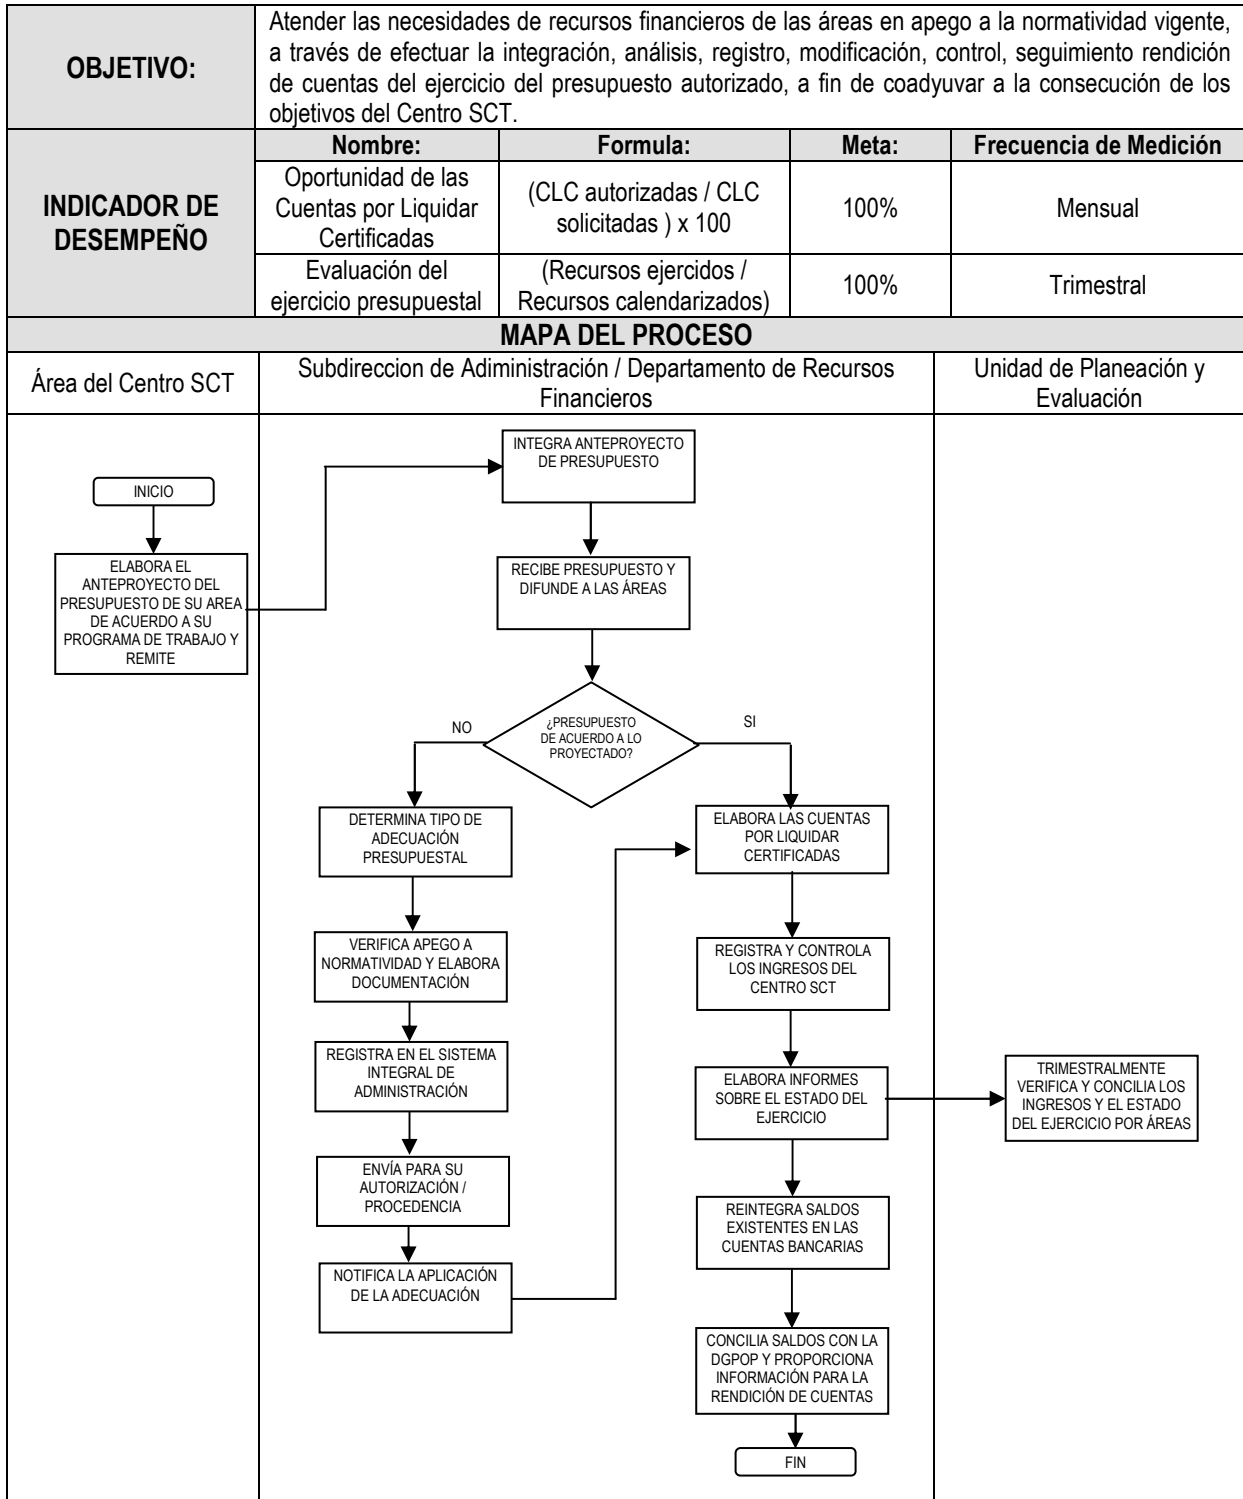 OBJETIVO:
Atender las necesidades de recursos financieros de las áreas en apego a la normatividad vigente,
a través de efectuar la integración, análisis, registro, modificación, control, seguimiento rendición
de cuentas del ejercicio del presupuesto autorizado, a fin de coadyuvar a la consecución de los
objetivos del Centro SCT.
INDICADOR DE
DESEMPEÑO
Nombre:
Formula:
Meta:
Frecuencia de Medición
Oportunidad de las
Cuentas por Liquidar
Certificadas
(CLC autorizadas / CLC
solicitadas ) x 100
100%
Mensual
Evaluación del
ejercicio presupuestal
(Recursos ejercidos /
Recursos calendarizados)
100%
Trimestral
MAPA DEL PROCESO
Área del Centro SCT
Subdireccion de Adiministración / Departamento de Recursos
Financieros
Unidad de Planeación y
Evaluación
INICIO
ELABORA EL
ANTEPROYECTO DEL
PRESUPUESTO DE SU AREA
DE ACUERDO A SU
PROGRAMA DE TRABAJO Y
REMITE
INTEGRA ANTEPROYECTO
DE PRESUPUESTO
RECIBE PRESUPUESTO Y
DIFUNDE A LAS ÁREAS
¿PRESUPUESTO
DE ACUERDO A LO
PROYECTADO?
NO
SI
DETERMINA TIPO DE
ADECUACIÓN
PRESUPUESTAL
VERIFICA APEGO A
NORMATIVIDAD Y ELABORA
DOCUMENTACIÓN
REGISTRA EN EL SISTEMA
INTEGRAL DE
ADMINISTRACIÓN
ENVÍA PARA SU
AUTORIZACIÓN /
PROCEDENCIA
NOTIFICA LA APLICACIÓN
DE LA ADECUACIÓN
ELABORA LAS CUENTAS
POR LIQUIDAR
CERTIFICADAS
REGISTRA Y CONTROLA
LOS INGRESOS DEL
CENTRO SCT
ELABORA INFORMES
SOBRE EL ESTADO DEL
EJERCICIO
TRIMESTRALMENTE
VERIFICA Y CONCILIA LOS
INGRESOS Y EL ESTADO
DEL EJERCICIO POR ÁREAS
REINTEGRA SALDOS
EXISTENTES EN LAS
CUENTAS BANCARIAS
CONCILIA SALDOS CON LA
DGPOP Y PROPORCIONA
INFORMACIÓN PARA LA
RENDICIÓN DE CUENTAS
FIN